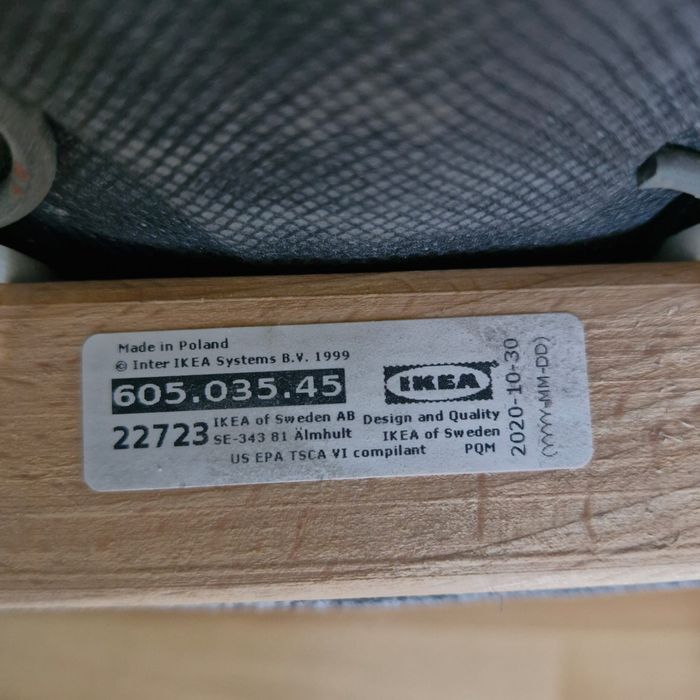 Made in Poland
© Inter IKEA Systems B.V. 1999
605.035.45
IKEA
22723
IKEA of Sweden AB
SE-343 81 Älmhult
Design and Quality
IKEA of Sweden
US EPA TSCA VI compilant
PQM
2020-10-30
(YYYY-MM-DD)